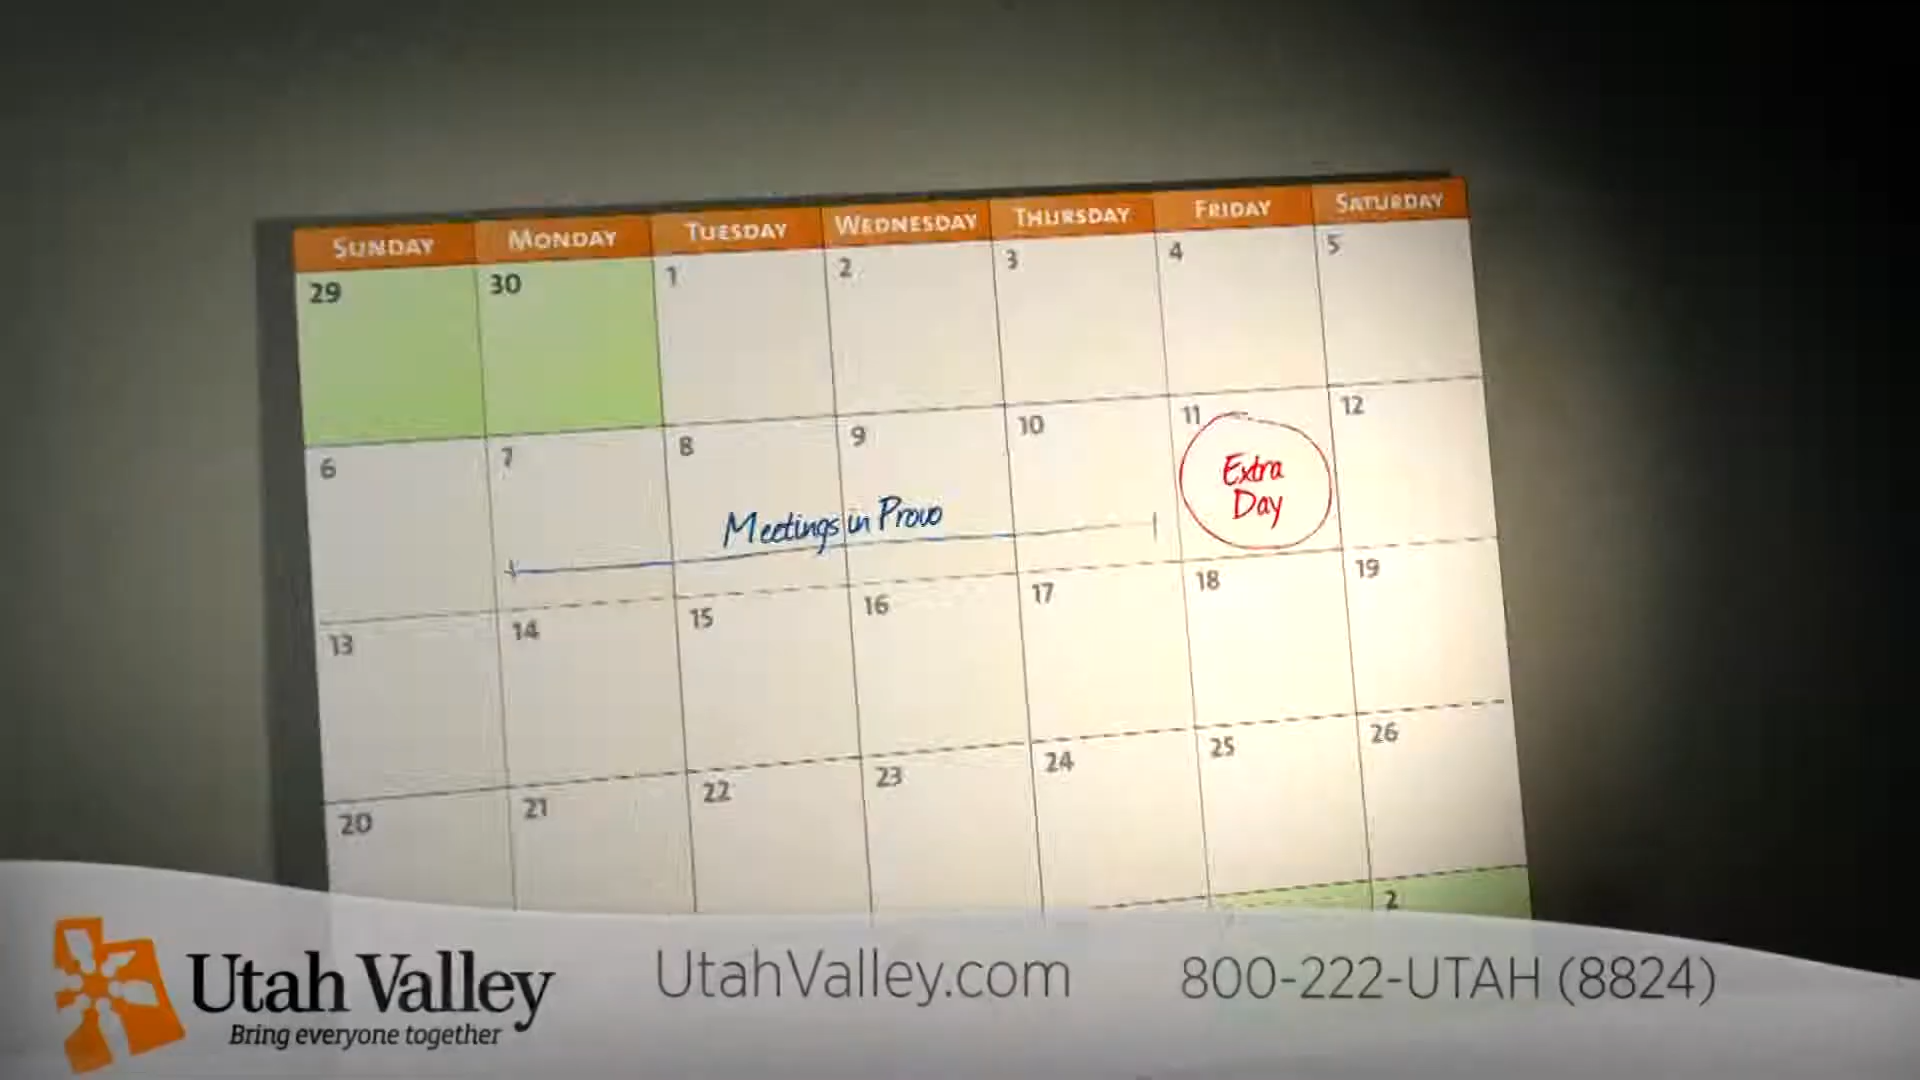 SUNDAY MONDAY TUESDAY WEDNESDAY THURSDAY FRIDAY SATURDAY
29 30 1 2 3 4 5
6 7 8 9 10 11 12
Meetings in Provo
Extra
Day
13 14 15 16 17 18 19
20 21 22 23 24 25 26
2
Utah Valley
Bring everyone together
UtahValley.com
800-222-UTAH (8824)